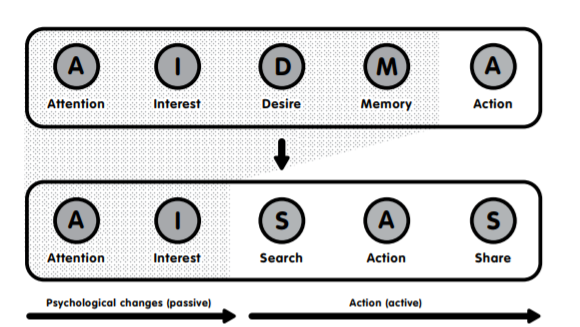 A I D M A
Attention Interest Desire Memory Action
A I S A S
Attention Interest Search Action Share
Psychological changes (passive) Action (active)